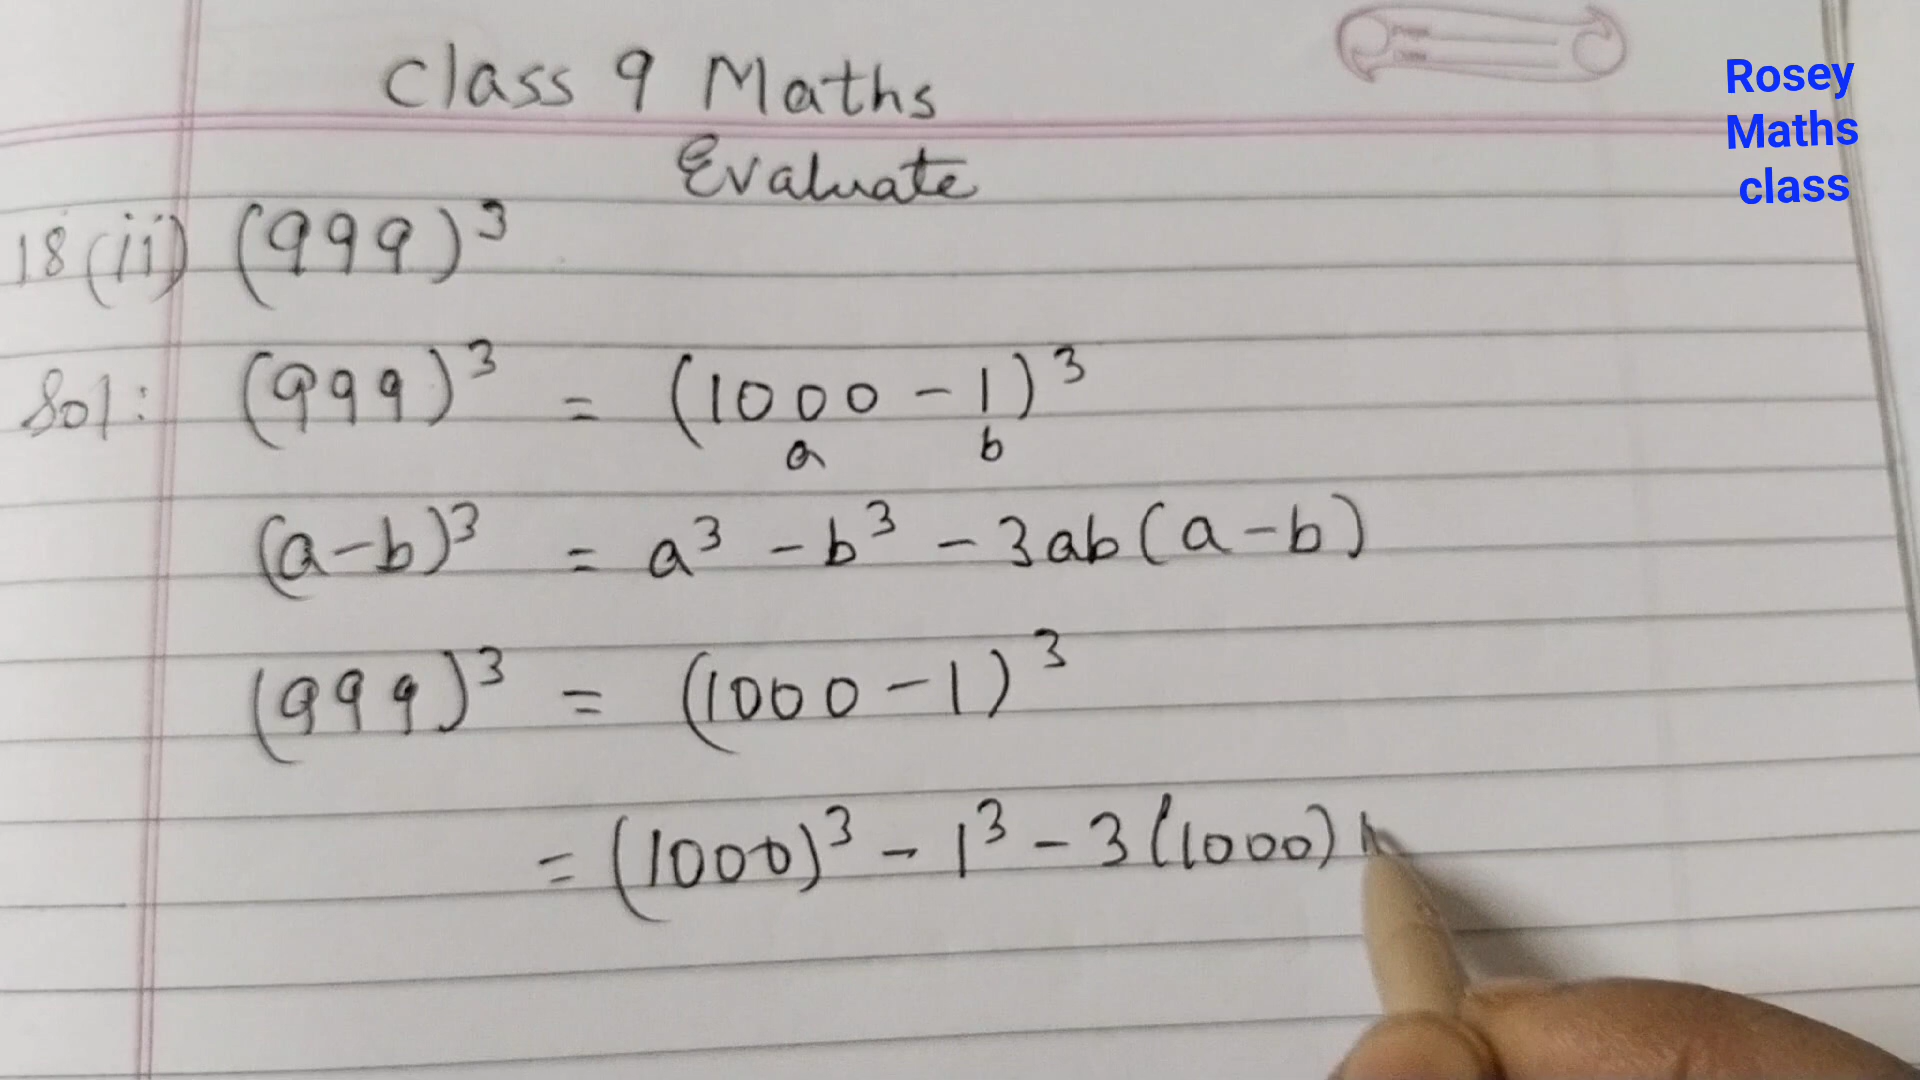 Class 9 Maths
Rosey
Maths
class
Evaluate
18(ii) (999)³
Sol: (999)³ = (1000 - 1)³
a b
(a-b)³ = a³ - b³ - 3ab(a-b)
(999)³ = (1000-1)³
= (1000)³ - 1³ - 3(1000)